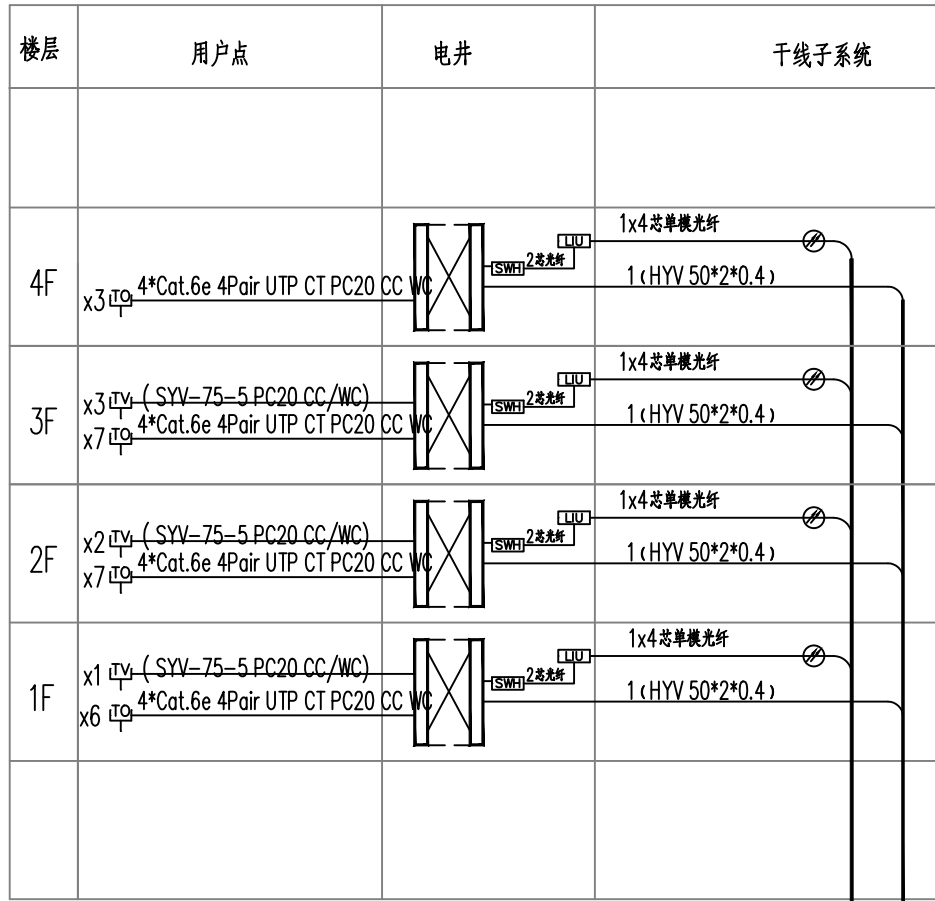 楼层 用户点 电井 干线子系统
1x4芯单模光纤
LIU
SWH 2芯光纤
4F
1(HYV 50*2*0.4)
x3 TO 4*Cat.6e 4Pair UTP CT PC20 CC WC
1x4芯单模光纤
LIU
x3 TV (SYV-75-5 PC20 CC/WC)
SWH 2芯光纤
3F
1(HYV 50*2*0.4)
x7 TO 4*Cat.6e 4Pair UTP CT PC20 CC WC
1x4芯单模光纤
LIU
x2 TV (SYV-75-5 PC20 CC/WC)
SWH 2芯光纤
2F
1(HYV 50*2*0.4)
x7 TO 4*Cat.6e 4Pair UTP CT PC20 CC WC
1x4芯单模光纤
LIU
x1 TV (SYV-75-5 PC20 CC/WC)
SWH 2芯光纤
1F
1(HYV 50*2*0.4)
x6 TO 4*Cat.6e 4Pair UTP CT PC20 CC WC